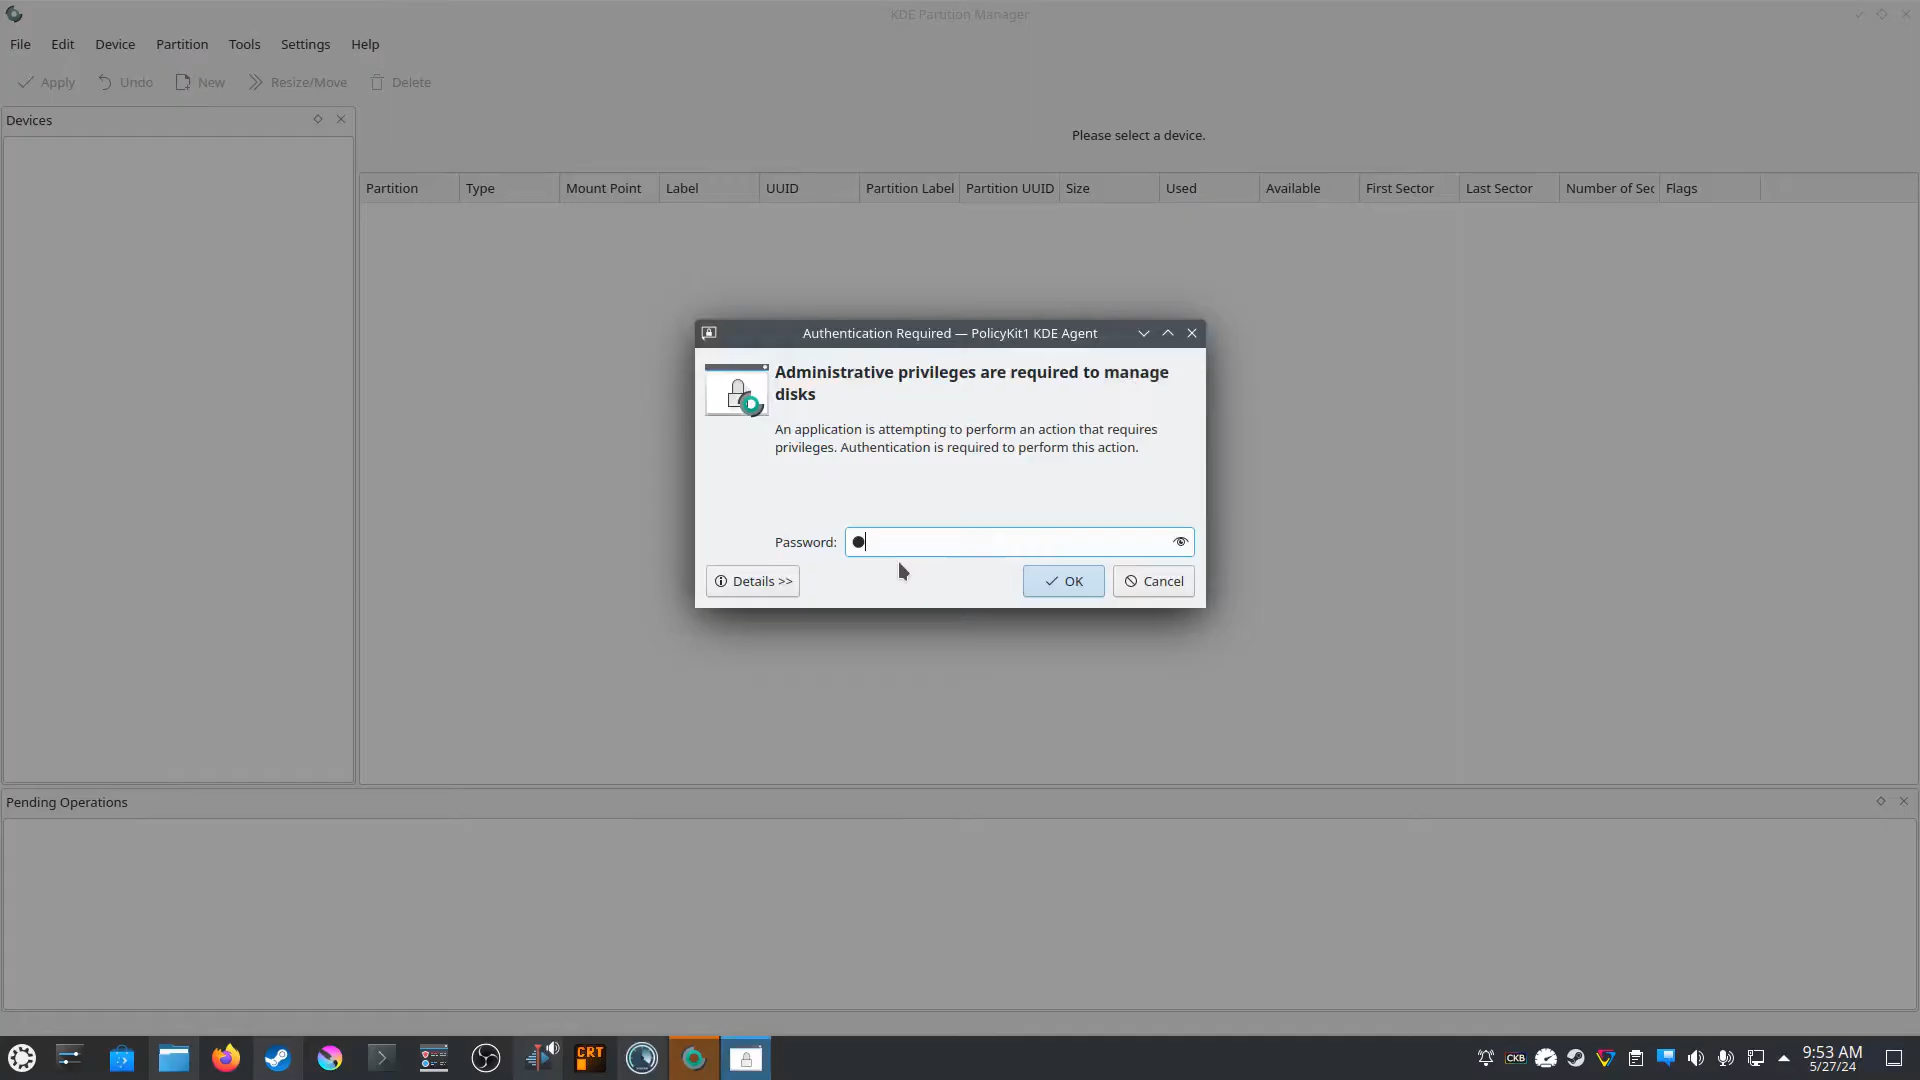 KDE Partition Manager
File Edit Device Partition Tools Settings Help
Apply Undo New Resize/Move Delete
Devices
Please select a device.
Partition Type Mount Point Label UUID Partition Label Partition UUID Size Used Available First Sector Last Sector Number of Sec Flags
Authentication Required — PolicyKit1 KDE Agent
Administrative privileges are required to manage
disks
An application is attempting to perform an action that requires
privileges. Authentication is required to perform this action.
Password:
Details >> OK Cancel
Pending Operations
CRT
CKB
9:53 AM
5/27/24